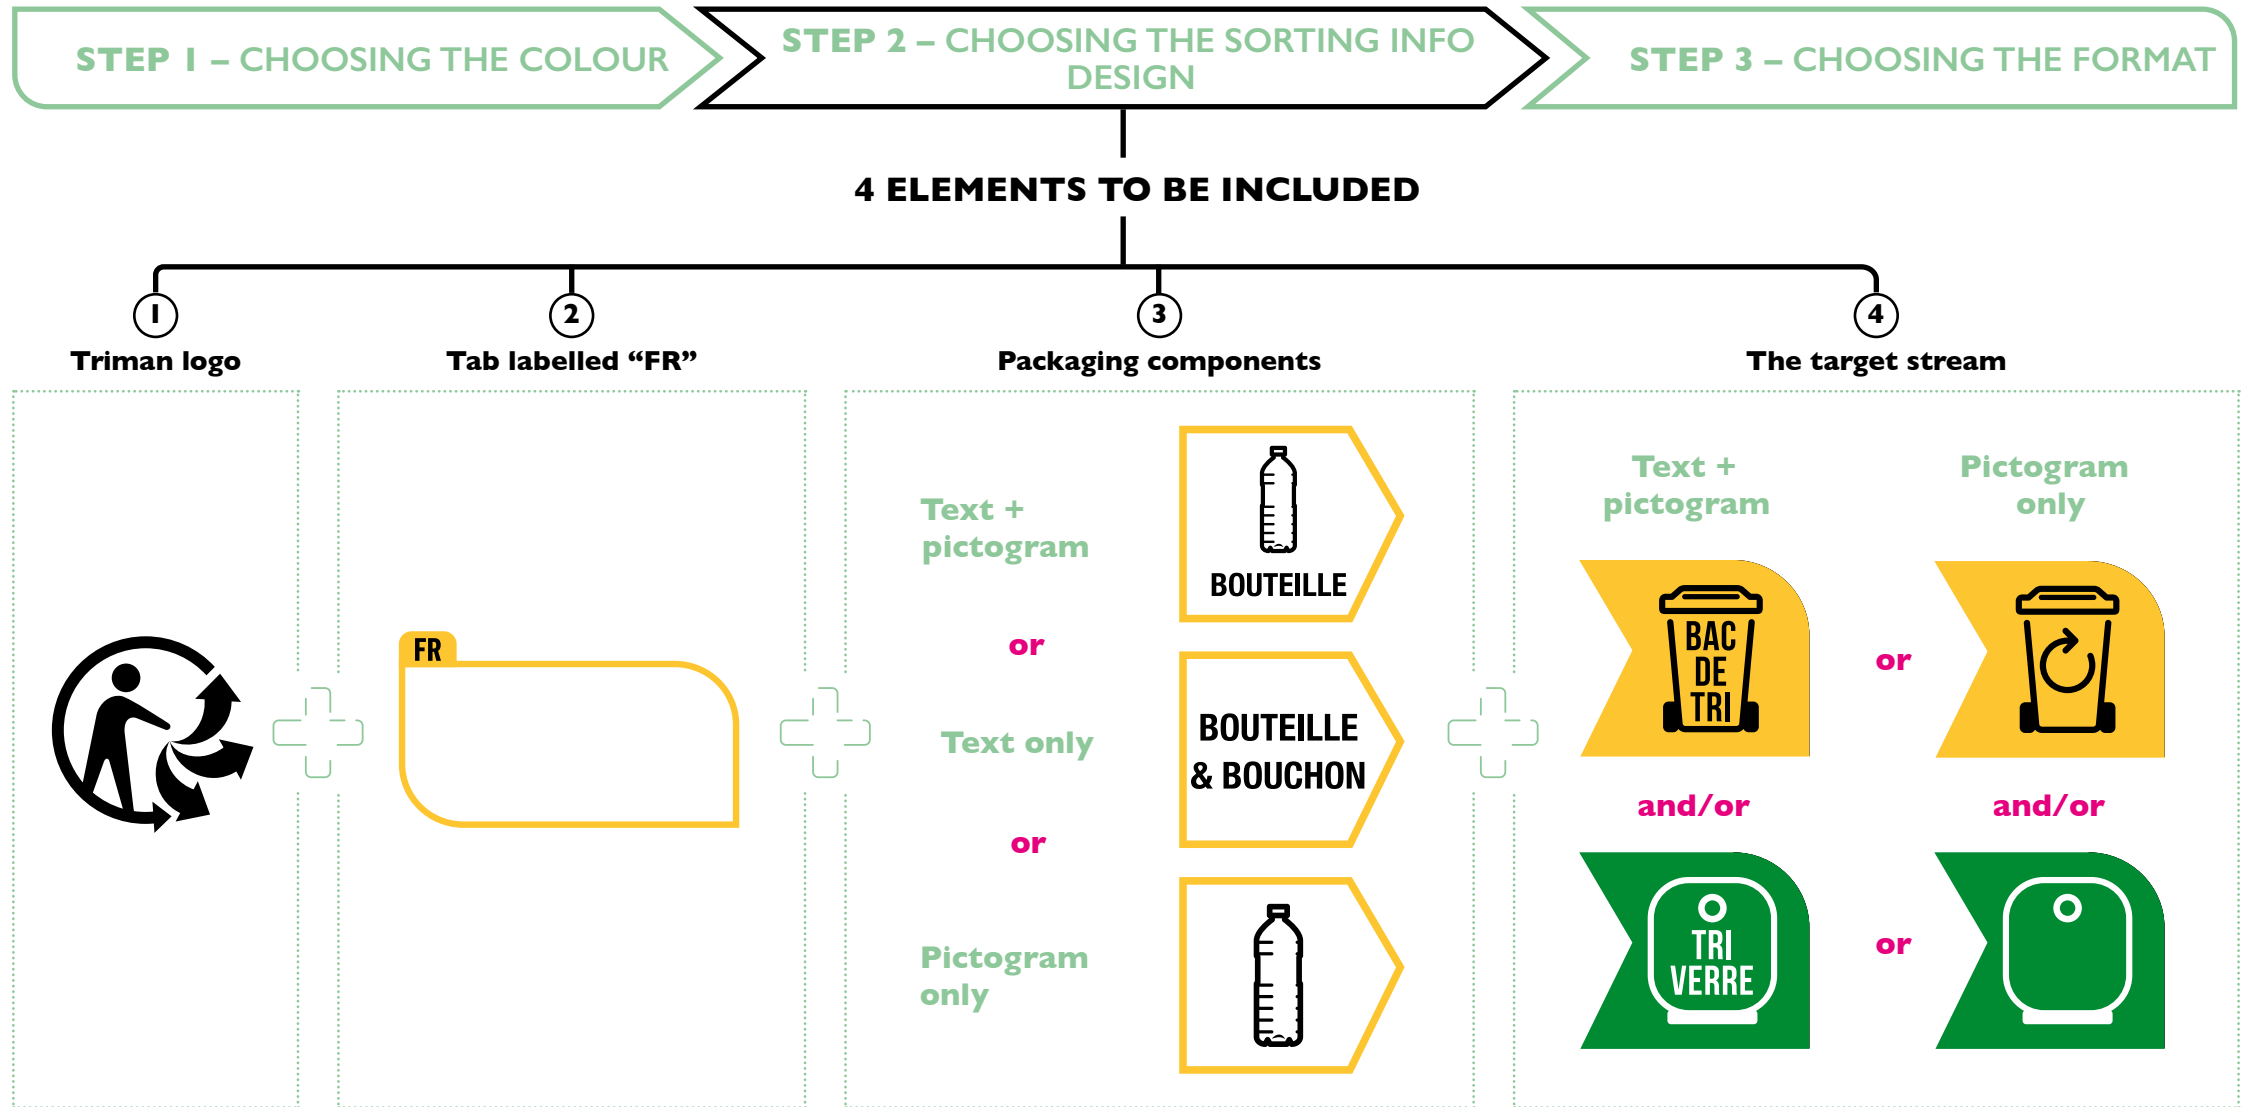 STEP 1 – CHOOSING THE COLOUR
STEP 2 – CHOOSING THE SORTING INFO
DESIGN
STEP 3 – CHOOSING THE FORMAT
4 ELEMENTS TO BE INCLUDED
1
Triman logo
2
Tab labelled “FR”
3
Packaging components
4
The target stream
FR
Text +
pictogram
BOUTEILLE
or
Text only
BOUTEILLE
& BOUCHON
or
Pictogram
only
Text +
pictogram
Pictogram
only
BAC
DE
TRI
or
and/or
and/or
TRI
VERRE
or